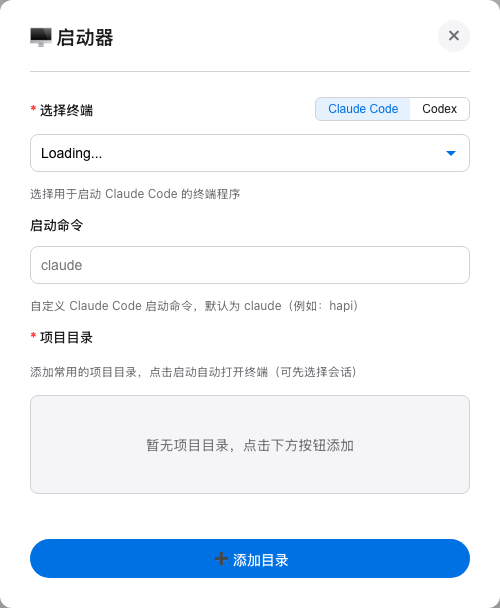 启动器
* 选择终端
Claude Code Codex
Loading...
选择用于启动 Claude Code 的终端程序
启动命令
claude
自定义 Claude Code 启动命令，默认为 claude（例如：hapi）
* 项目目录
添加常用的项目目录，点击启动自动打开终端（可先选择会话）
暂无项目目录，点击下方按钮添加
➕ 添加目录